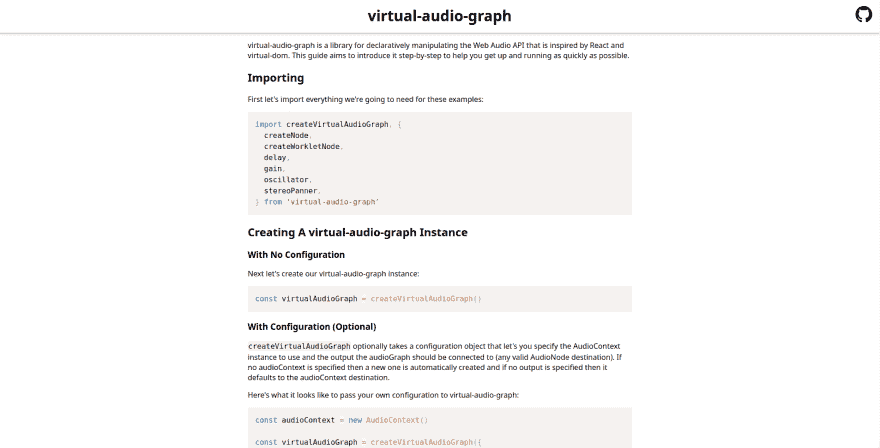 virtual-audio-graph
virtual-audio-graph is a library for declaratively manipulating the Web Audio API that is inspired by React and
virtual-dom. This guide aims to introduce it step-by-step to help you get up and running as quickly as possible.
Importing
First let's import everything we're going to need for these examples:
import createVirtualAudioGraph, {
  createNode,
  createWorkletNode,
  delay,
  gain,
  oscillator,
  stereoPanner,
} from 'virtual-audio-graph'
Creating A virtual-audio-graph Instance
With No Configuration
Next let's create our virtual-audio-graph instance:
const virtualAudioGraph = createVirtualAudioGraph()
With Configuration (Optional)
createVirtualAudioGraph optionally takes a configuration object that let's you specify the AudioContext
instance to use and the output the audioGraph should be connected to (any valid AudioNode destination). If
no audioContext is specified then a new one is automatically created and if no output is specified then it
defaults to the audioContext destination.
Here's what it looks like to pass your own configuration to virtual-audio-graph:
const audioContext = new AudioContext()
const virtualAudioGraph = createVirtualAudioGraph({